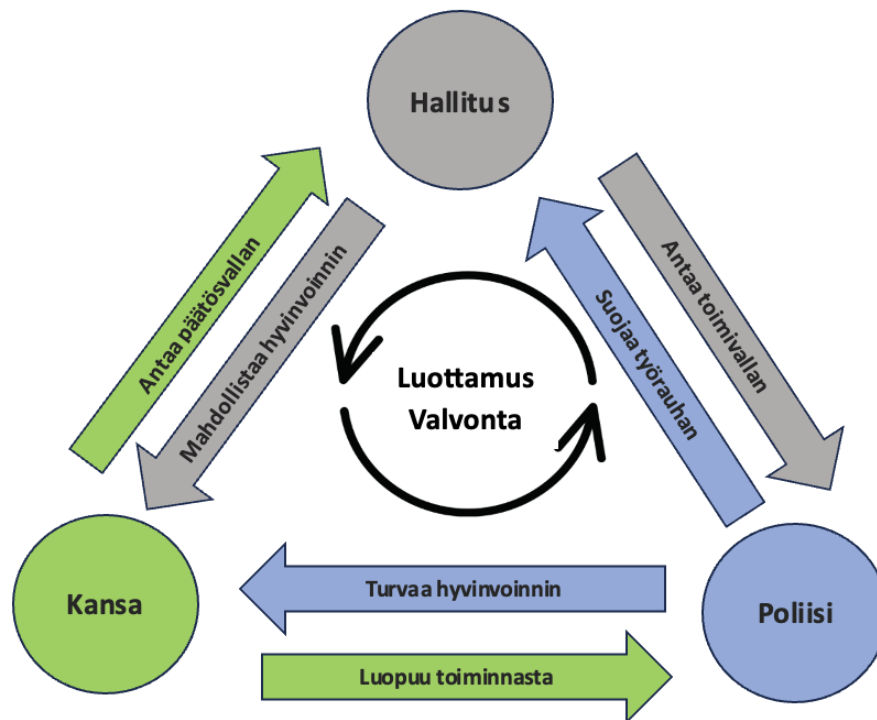 Hallitus
Antaa päätösvallan
Mahdollistaa hyvinvoinnin
Suojaa työrauhan
Antaa toimivallan
Luottamus
Valvonta
Kansa
Turvaa hyvinvoinnin
Luopuu toiminnasta
Poliisi